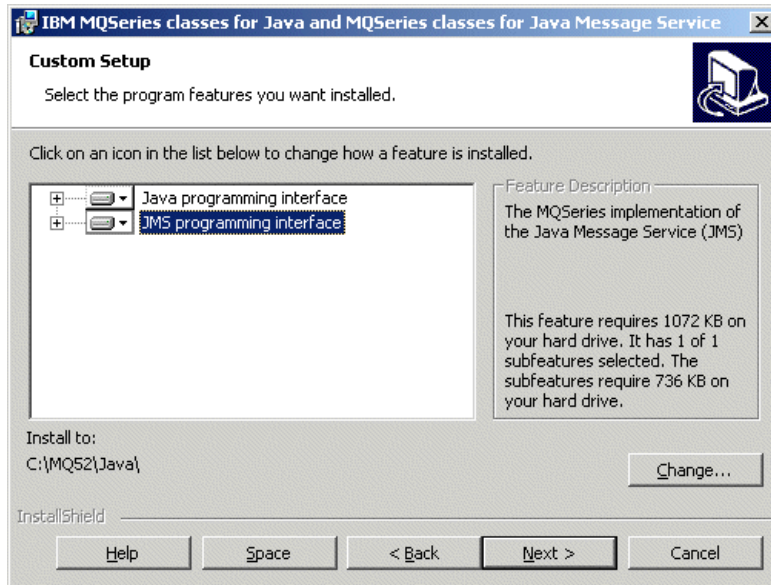 IBM MQSeries classes for Java and MQSeries classes for Java Message Service
Custom Setup
Select the program features you want installed.
Click on an icon in the list below to change how a feature is installed.
Java programming interface
JMS programming interface
Feature Description
The MQSeries implementation of
the Java Message Service (JMS)
This feature requires 1072 KB on
your hard drive. It has 1 of 1
subfeatures selected. The
subfeatures require 736 KB on
your hard drive.
Install to:
C:\MQ52\Java\
Change...
InstallShield
Help
Space
< Back
Next >
Cancel